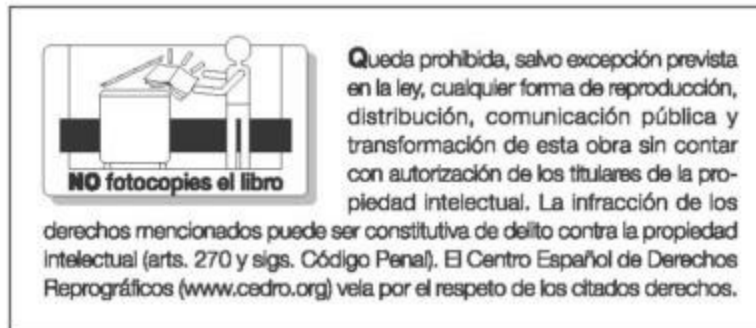 Queda prohibida, salvo excepción prevista
en la ley, cualquier forma de reproducción,
distribución, comunicación pública y
transformación de esta obra sin contar
con autorización de los titulares de la pro-
piedad intelectual. La infracción de los
derechos mencionados puede ser constitutiva de delito contra la propiedad
intelectual (arts. 270 y sigs. Código Penal). El Centro Español de Derechos
Reprográficos (www.cedro.org) vela por el respeto de los citados derechos.
NO fotocopies el libro